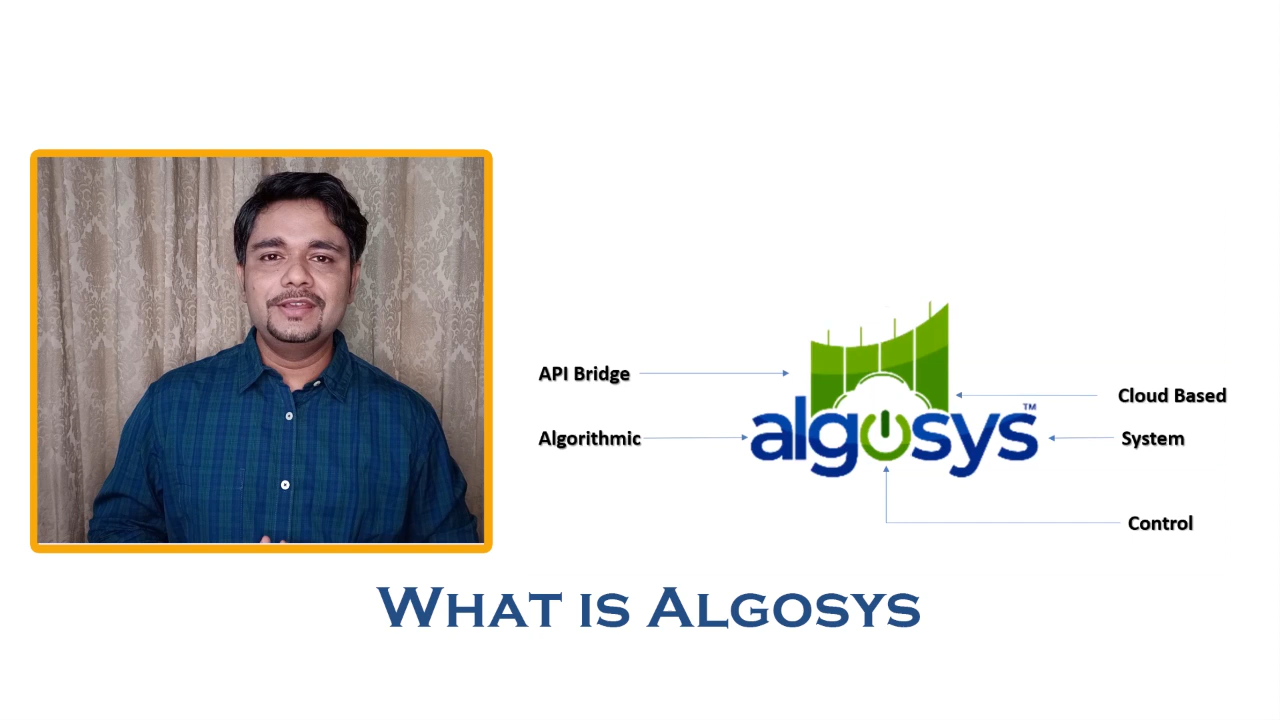 API Bridge
Cloud Based
algosys™
Algorithmic
System
Control
WHAT IS ALGOSYS